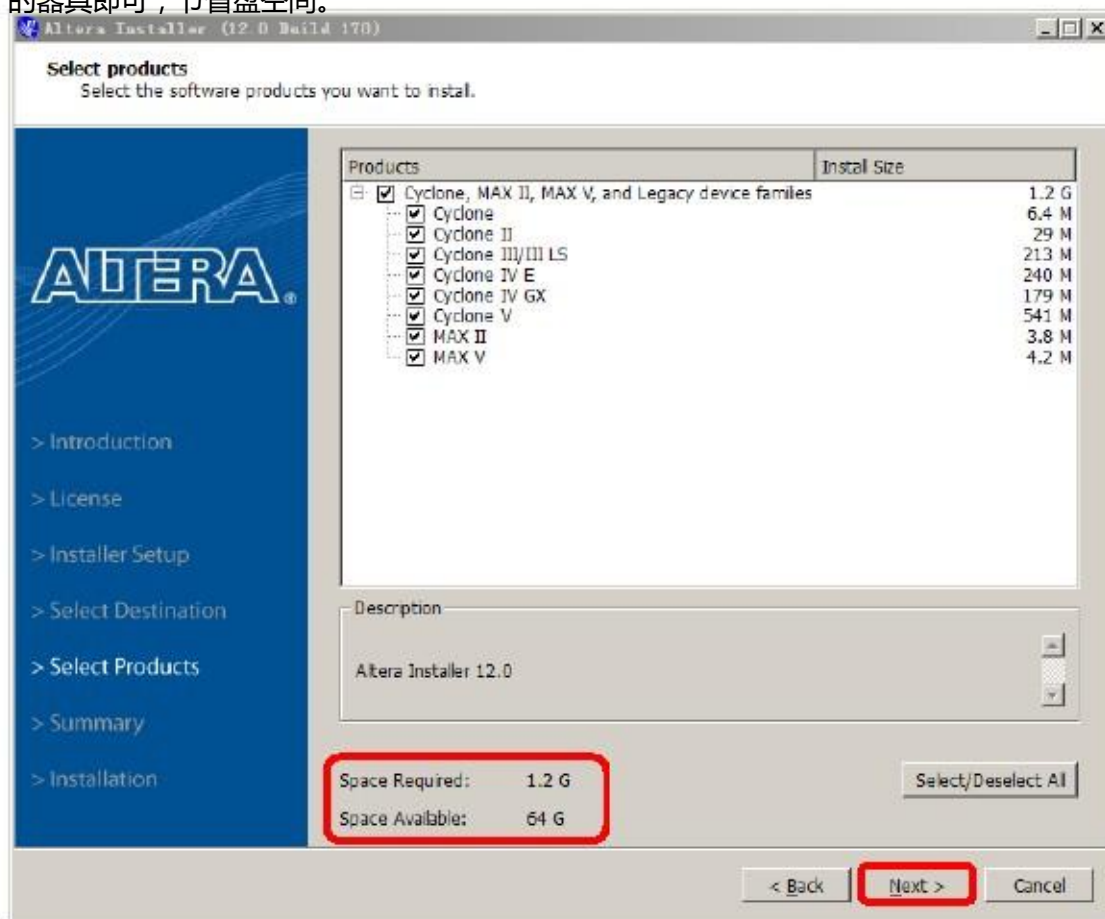 的器具即可，节省盘空间。
Altera Installer (12.0 Build 178)
Select products
Select the software products you want to instal.
Products Install Size
Cyclone, MAX II, MAX V, and Legacy device families 1.2 G
Cyclone 6.4 M
Cyclone II 29 M
Cyclone III/III LS 213 M
Cyclone IV E 240 M
Cyclone IV GX 179 M
Cyclone V 541 M
MAX II 3.8 M
MAX V 4.2 M
ALTERA®
> Introduction
> License
> Installer Setup
> Select Destination
> Select Products
> Summary
> Installation
Description
Altera Installer 12.0
Space Required: 1.2 G
Space Available: 64 G
Select/Deselect All
< Back Next > Cancel